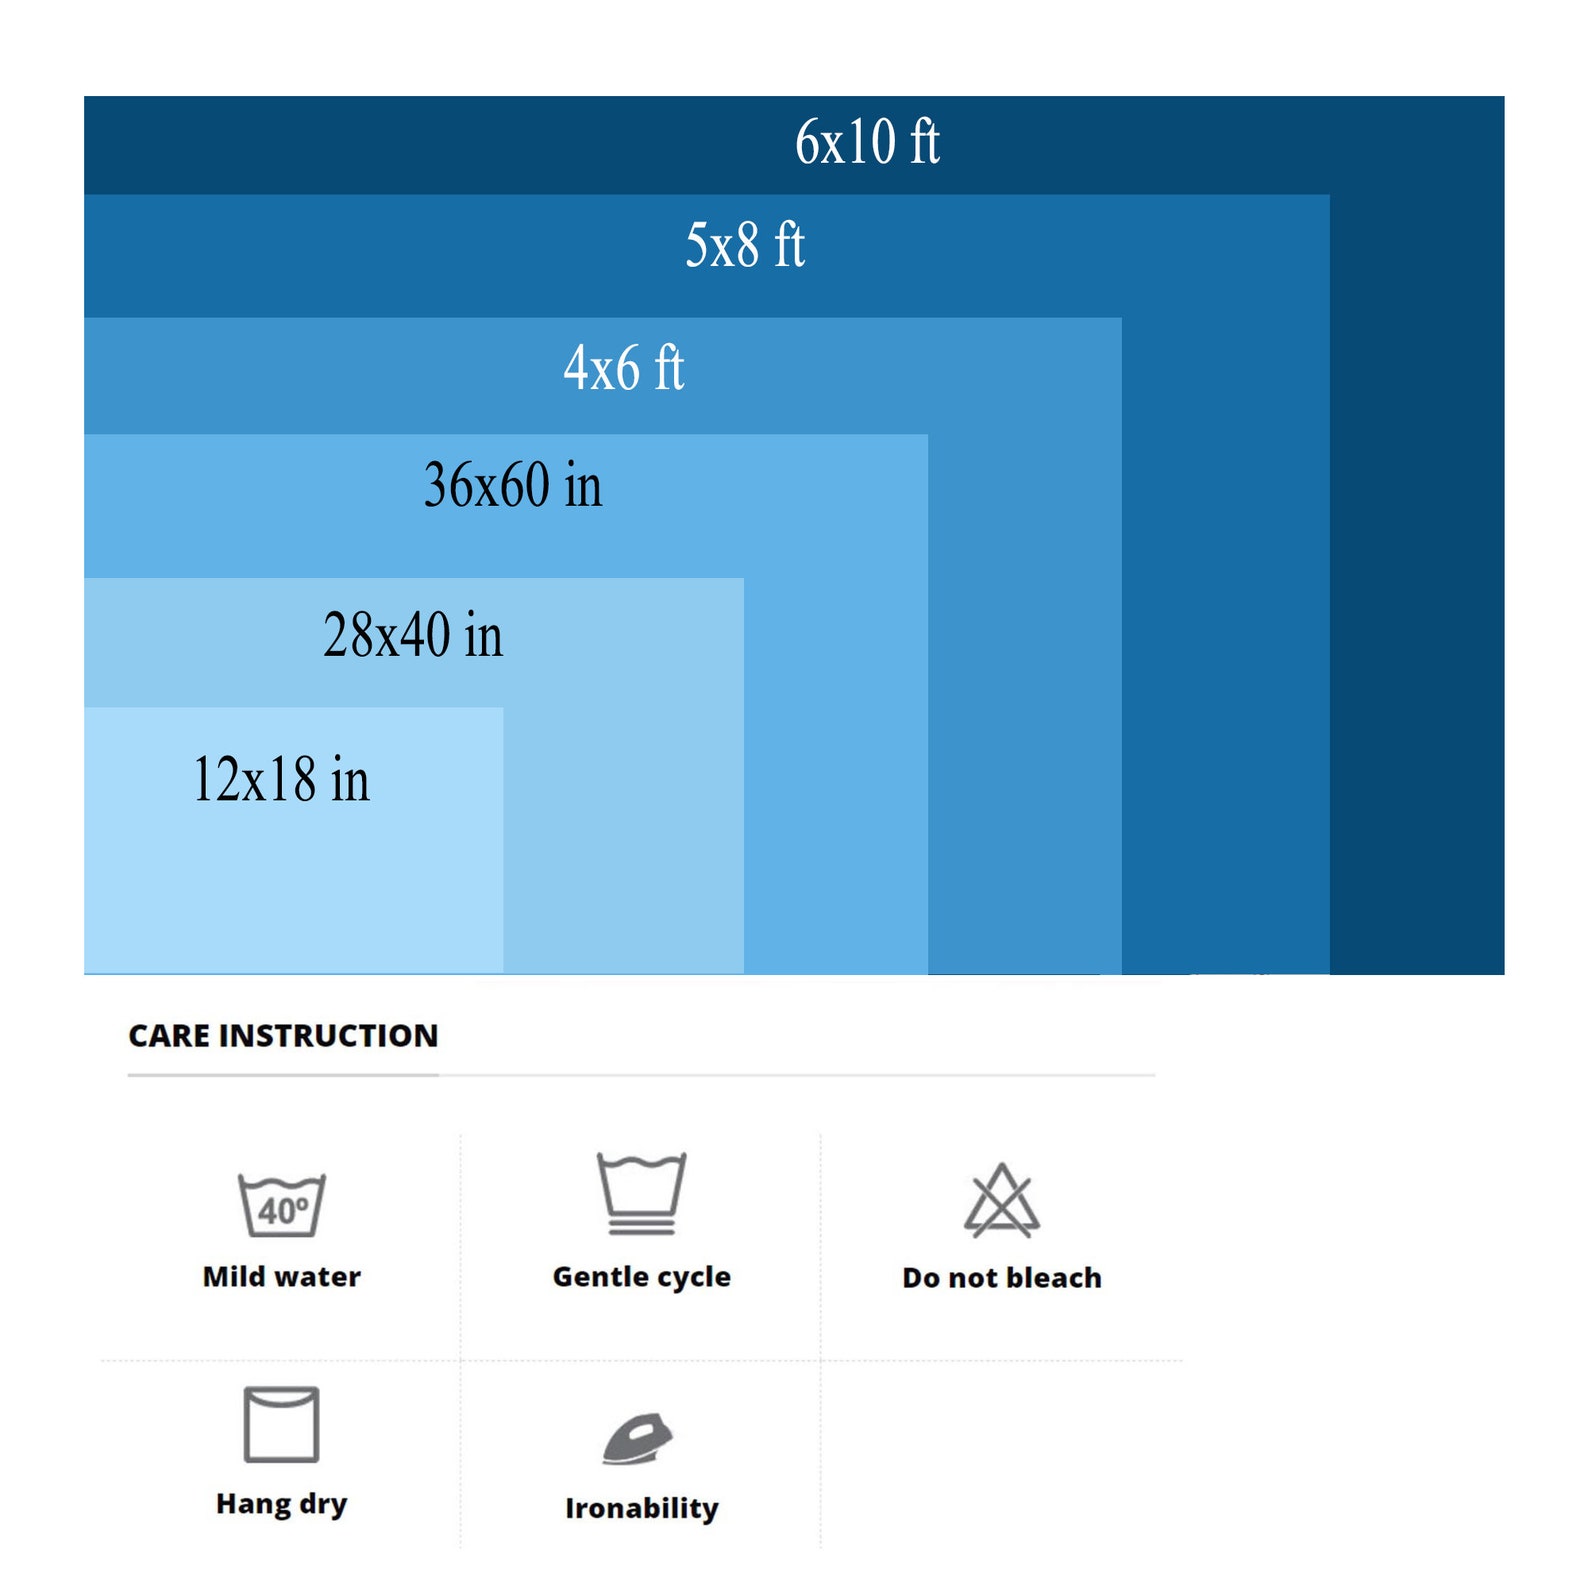 6x10 ft
5x8 ft
4x6 ft
36x60 in
28x40 in
12x18 in
CARE INSTRUCTION
40º
Mild water
Gentle cycle
Do not bleach
Hang dry
Ironability